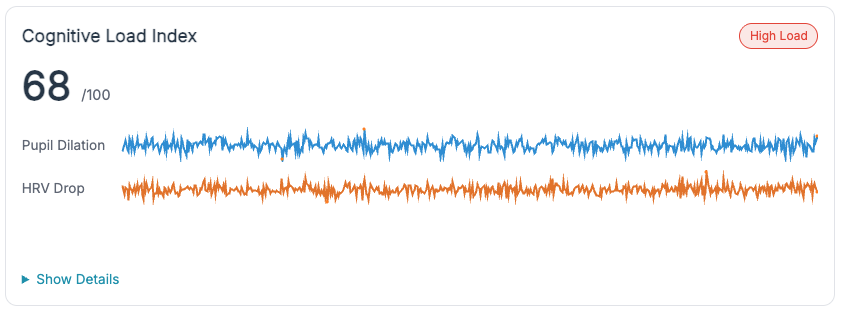 Cognitive Load Index
High Load
68 /100
Pupil Dilation
HRV Drop
Show Details